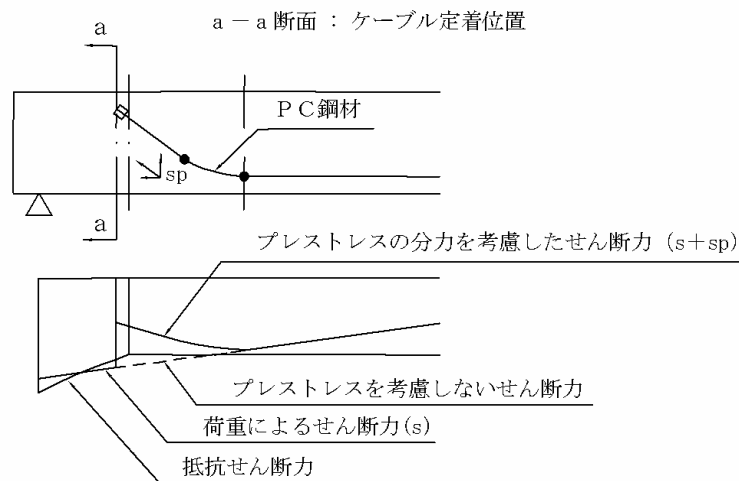 a－a断面：ケーブル定着位置
a
PC鋼材
sp
a
プレストレスの分力を考慮したせん断力（s＋sp）
プレストレスを考慮しないせん断力
荷重によるせん断力(s)
抵抗せん断力